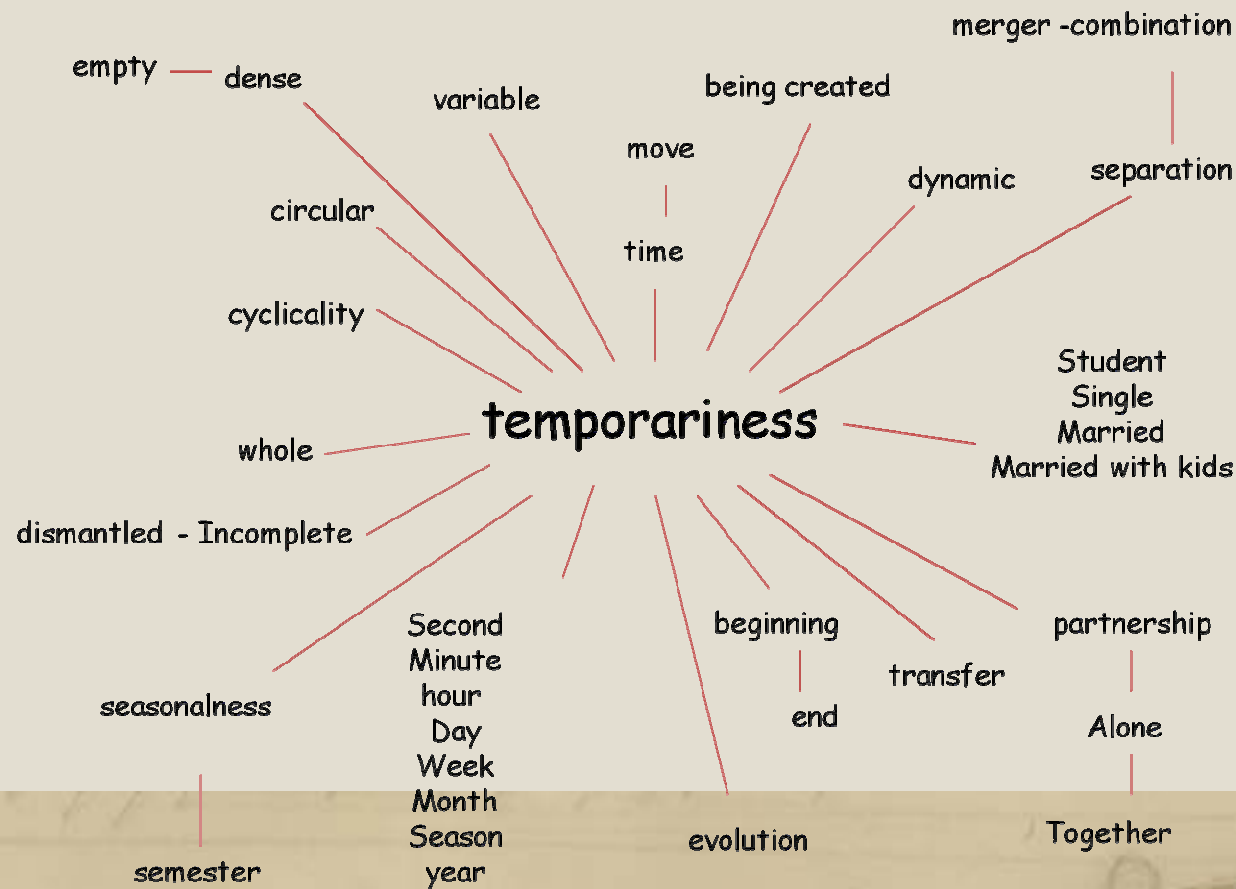 merger -combination
empty
dense
variable
being created
move
dynamic
separation
circular
time
cyclicality
Student
Single
Married
Married with kids
temporariness
whole
dismantled - Incomplete
Second
Minute
hour
Day
Week
Month
Season
year
beginning
end
transfer
partnership
Alone
Together
seasonalness
semester
evolution